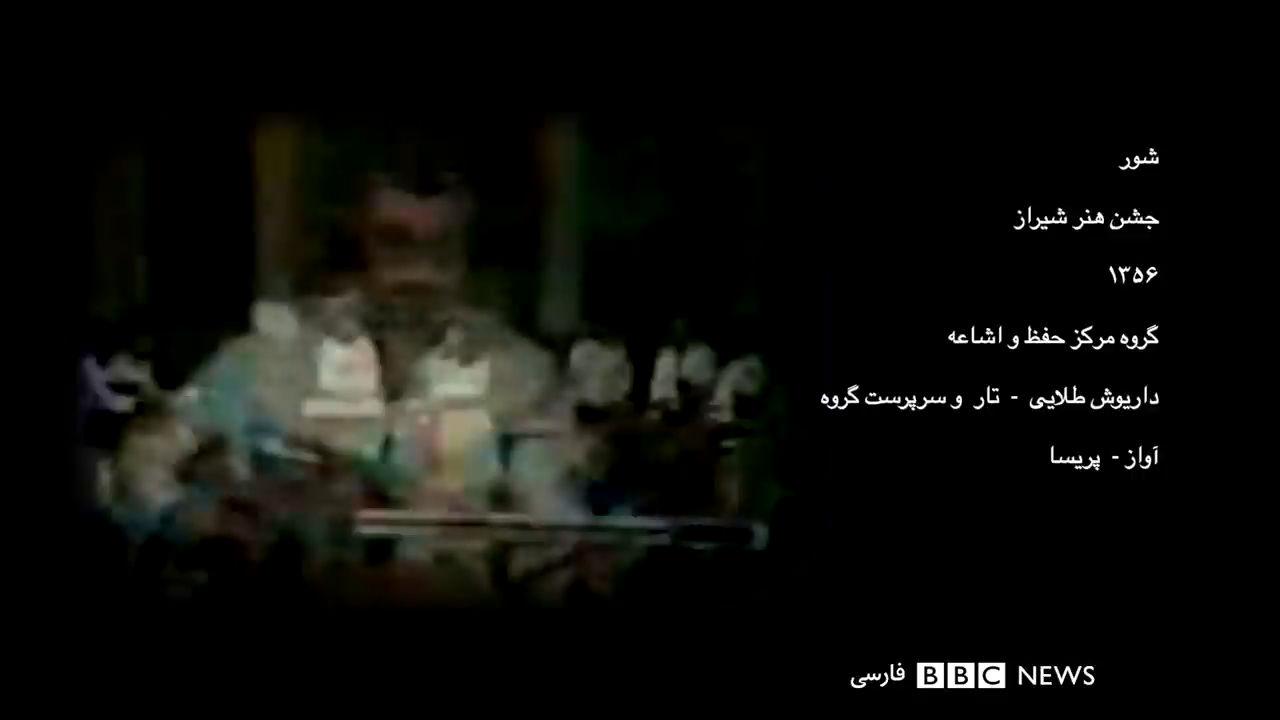 شور
جشن هنر شیراز
۱۳۵۶
گروه مرکز حفظ و اشاعه
داریوش طلایی - تار و سرپرست گروه
آواز - پریسا
BBC NEWS فارسی